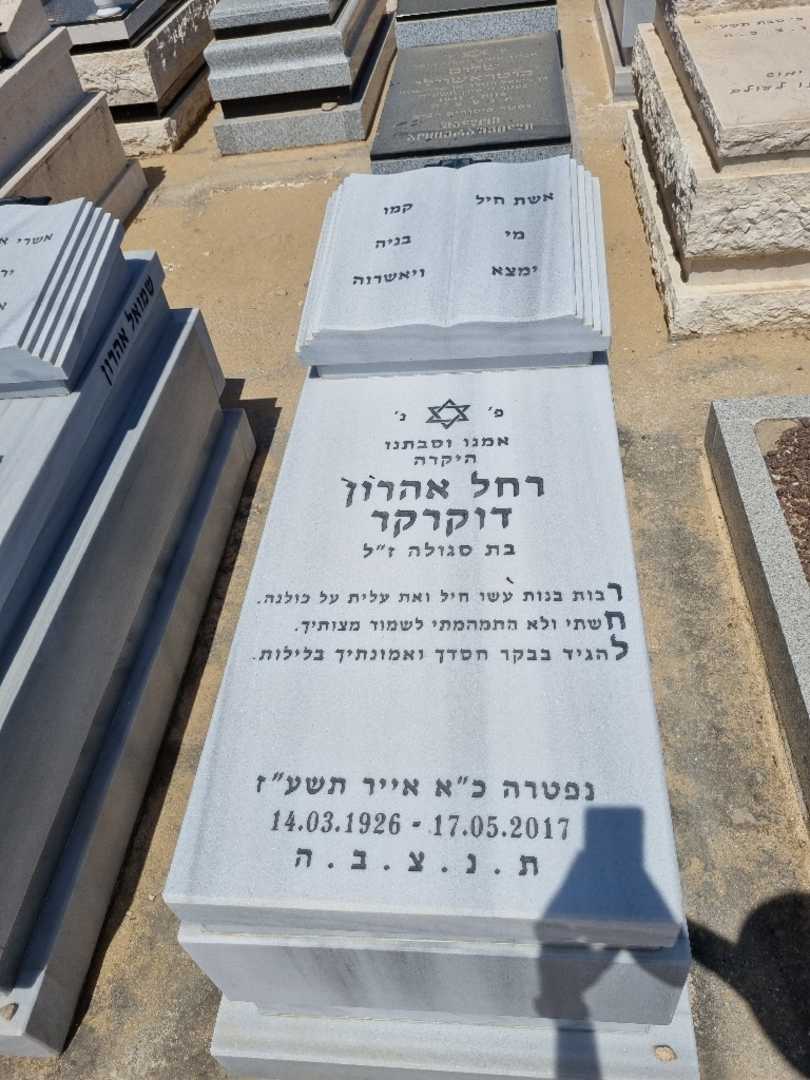 אשת חיל
מי
ימצא
קמו
בניה
ויאשרוה
פ' נ'
אמנו וסבתנו
היקרה
רחל אהרון
דוקרקר
בת סגולה ז"ל
רבות בנות עשו חיל ואת עלית על כולנה.
חשתי ולא התמהמתי לשמור מצותיך.
להגיד בבקר חסדך ואמונתיך בלילות.
נפטרה כ"א אייר תשע"ז
14.03.1926 - 17.05.2017
ת . נ . צ . ב . ה
אשרי
שמואל אהרון